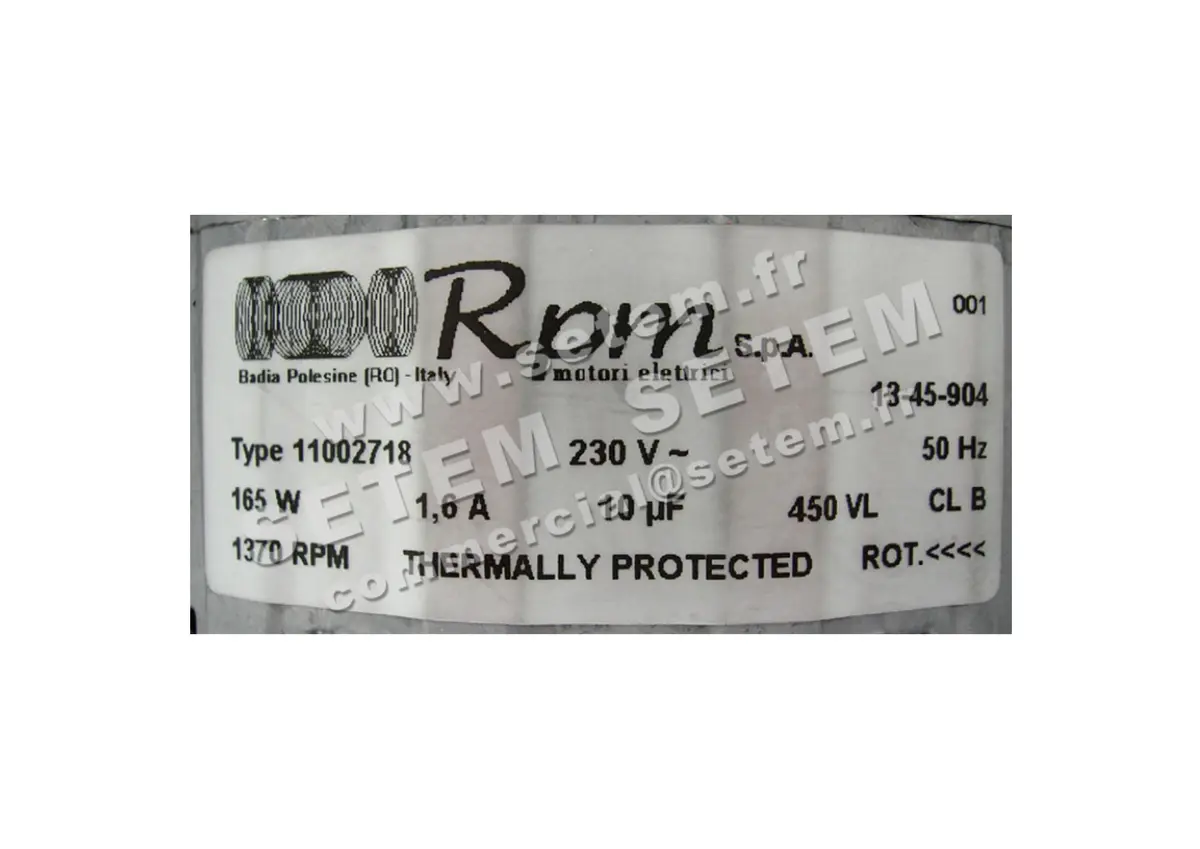 Rpm S.p.A.
001
Badia Polesine (RO) - Italy
motori elettrici
13-45-904
Type 11002718 230 V ~ 50 Hz
165 W 1,6 A 10 µF 450 VL CL B
1370 RPM THERMALLY PROTECTED ROT.<<<<
www.setem.fr
SETEM SETEM
commercial@setem.fr